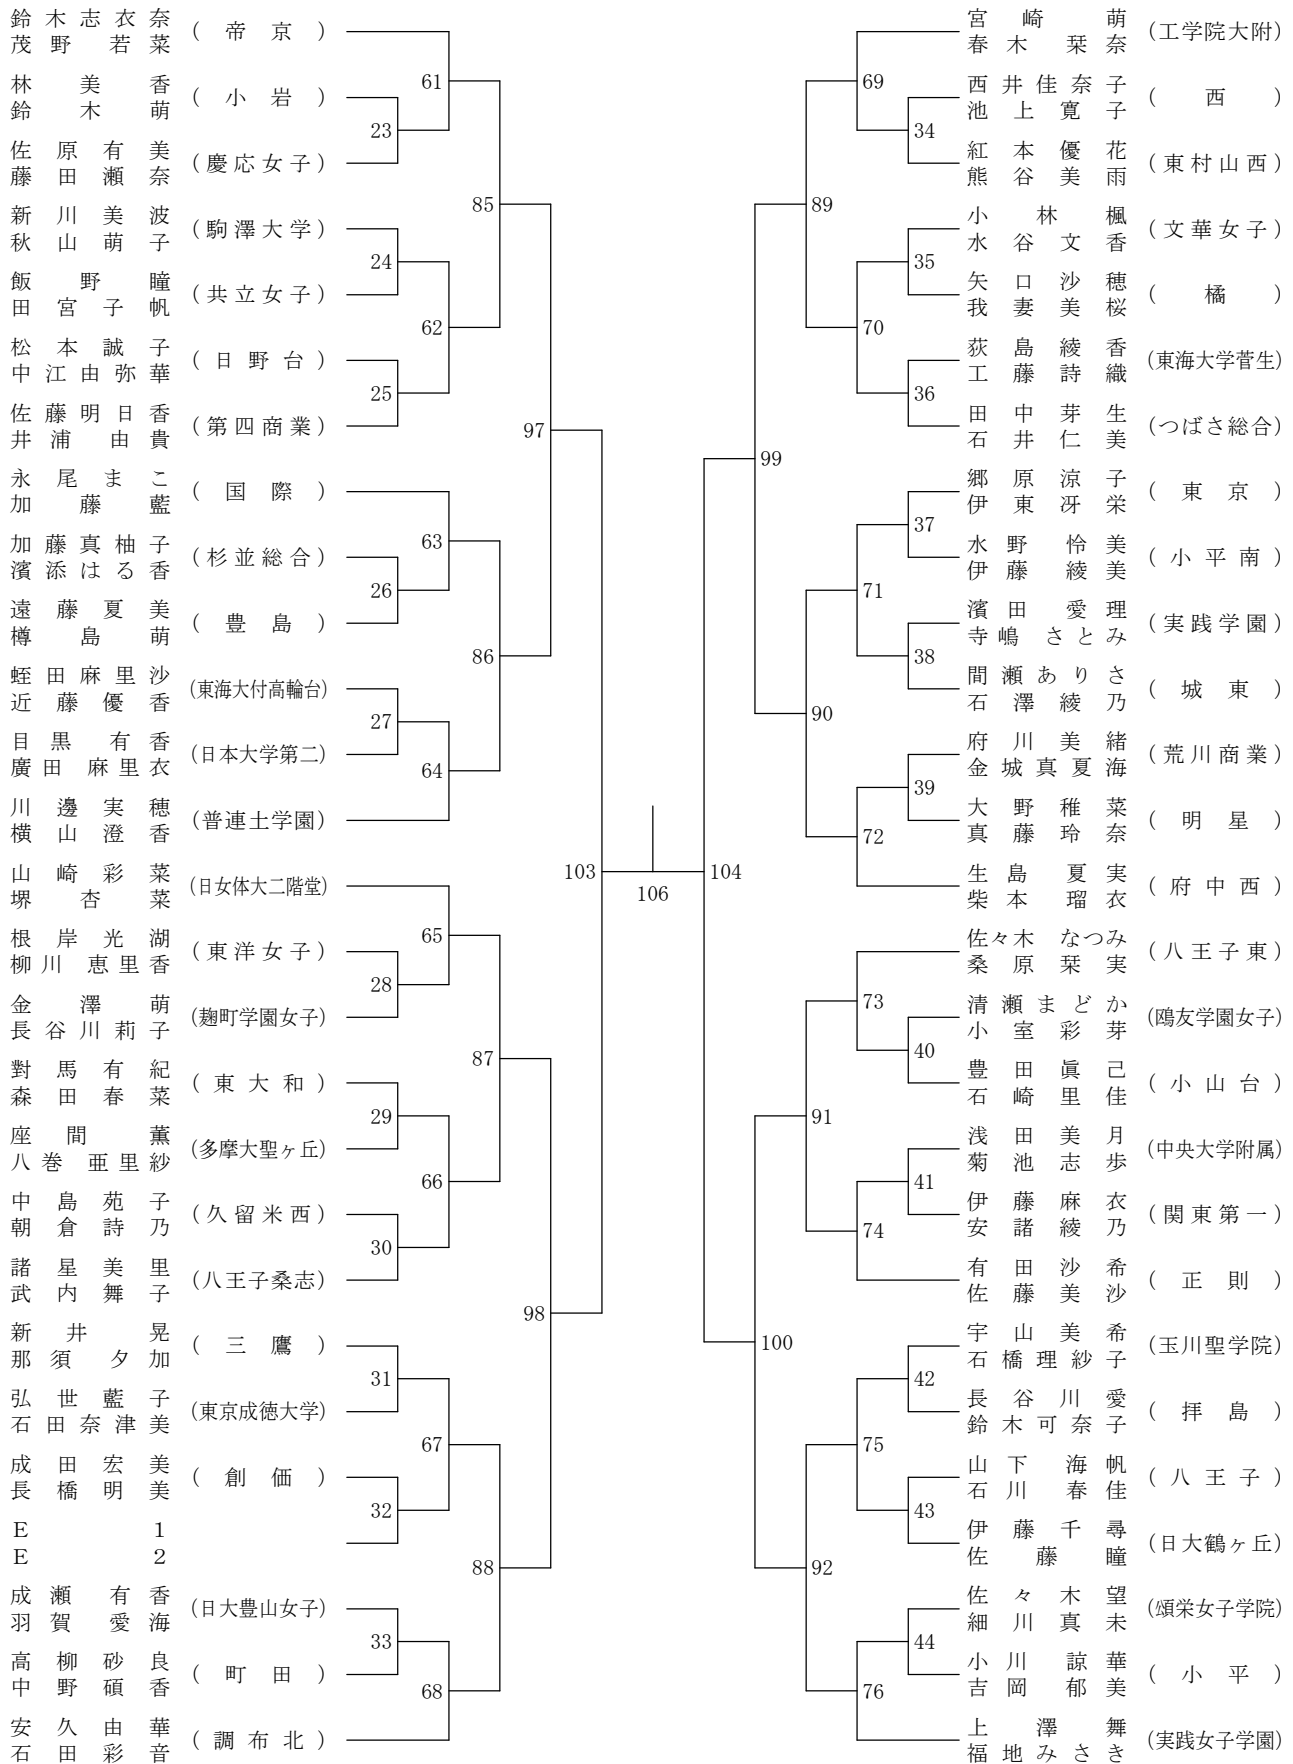 鈴木志衣奈
茂野若菜
(帝京)
61
林美香
鈴木萌
(小岩)
23
佐原有美
藤田瀬奈
(慶応女子)
85
新川美波
秋山萌子
(駒澤大学)
24
飯野瞳
田宮子帆
(共立女子)
62
松本誠子
中江由弥華
(日野台)
25
佐藤明日香
井浦由貴
(第四商業)
97
永尾まこ
加藤藍
(国際)
63
加藤真柚子
濱添はる香
(杉並総合)
26
遠藤夏美
樽島萌
(豊島)
86
蛭田麻里沙
近藤優香
(東海大付高輪台)
27
目黒有香
廣田麻里衣
(日本大学第二)
64
川邊実穂
横山澄香
(普連土学園)
103
山崎彩菜
堺杏菜
(日女体大二階堂)
65
根岸光湖
柳川恵里香
(東洋女子)
28
金澤萌
長谷川莉子
(麹町学園女子)
87
對馬有紀
森田春菜
(東大和)
29
座間薫
八巻亜里紗
(多摩大聖ヶ丘)
66
中島苑子
朝倉詩乃
(久留米西)
30
諸星美里
武内舞子
(八王子桑志)
98
新井晃
那須夕加
(三鷹)
31
弘世藍子
石田奈津美
(東京成徳大学)
67
成田宏美
長橋明美
(創価)
32
E1
E2
88
成瀬有香
羽賀愛海
(日大豊山女子)
33
高柳砂良
中野碩香
(町田)
68
安久由華
石田彩音
(調布北)
106
宮崎萌
春木栞奈
(工学院大附)
69
西井佳奈子
池上寛子
(西)
34
紅本優花
熊谷美雨
(東村山西)
89
小林楓
水谷文香
(文華女子)
35
矢口沙穂
我妻美桜
(橘)
70
荻島綾香
工藤詩織
(東海大学菅生)
36
田中芽生
石井仁美
(つばさ総合)
99
郷原涼子
伊東冴栄
(東京)
37
水野怜美
伊藤綾美
(小平南)
71
濱田愛理
寺嶋さとみ
(実践学園)
38
間瀬ありさ
石澤綾乃
(城東)
90
府川美緒
金城真夏海
(荒川商業)
39
大野稚菜
真藤玲奈
(明星)
72
生島夏実
柴本瑠衣
(府中西)
104
佐々木なつみ
桑原栞実
(八王子東)
73
清瀬まどか
小室彩芽
(鴎友学園女子)
40
豊田眞己
石崎里佳
(小山台)
91
浅田美月
菊池志歩
(中央大学附属)
41
伊藤麻衣
安諸綾乃
(関東第一)
74
有田沙希
佐藤美沙
(正則)
100
宇山美希
石橋理紗子
(玉川聖学院)
42
長谷川愛
鈴木可奈子
(拝島)
75
山下海帆
石川春佳
(八王子)
43
伊藤千尋
佐藤瞳
(日大鶴ヶ丘)
92
佐々木望
細川真未
(頌栄女子学院)
44
小川諒華
吉岡郁美
(小平)
76
上澤舞
福地みさき
(実践女子学園)